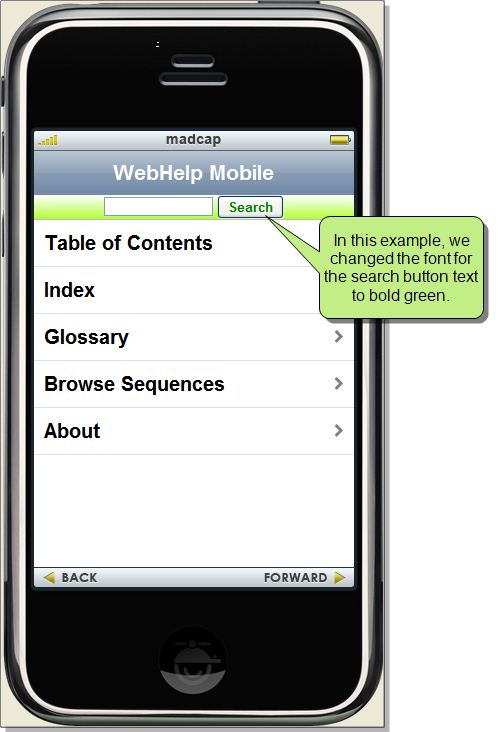 madcap
WebHelp Mobile
Search
In this example, we
changed the font for
the search button text
to bold green.
Table of Contents
Index
Glossary
Browse Sequences
About
BACK
FORWARD